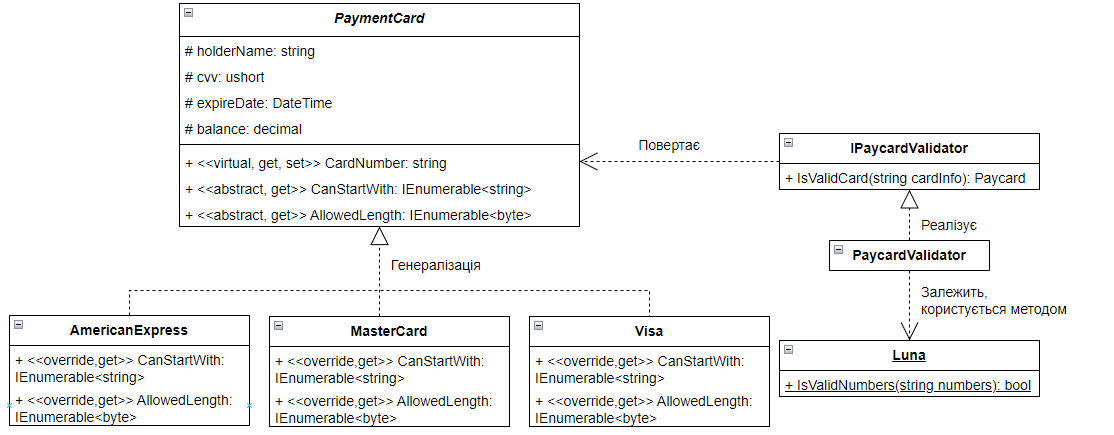 PaymentCard
# holderName: string
# cvv: ushort
# expireDate: DateTime
# balance: decimal
+ <<virtual, get, set>> CardNumber: string
+ <<abstract, get>> CanStartWith: IEnumerable<string>
+ <<abstract, get>> AllowedLength: IEnumerable<byte>
Повертає
IPaycardValidator
+ IsValidCard(string cardInfo): Paycard
Реалізує
PaycardValidator
Залежить,
користується методом
Luna
+ IsValidNumbers(string numbers): bool
Генералізація
AmericanExpress
+ <<override,get>> CanStartWith:
IEnumerable<string>
+ <<override,get>> AllowedLength:
IEnumerable<byte>
MasterCard
+ <<override,get>> CanStartWith:
IEnumerable<string>
+ <<override,get>> AllowedLength:
IEnumerable<byte>
Visa
+ <<override,get>> CanStartWith:
IEnumerable<string>
+ <<override,get>> AllowedLength:
IEnumerable<byte>